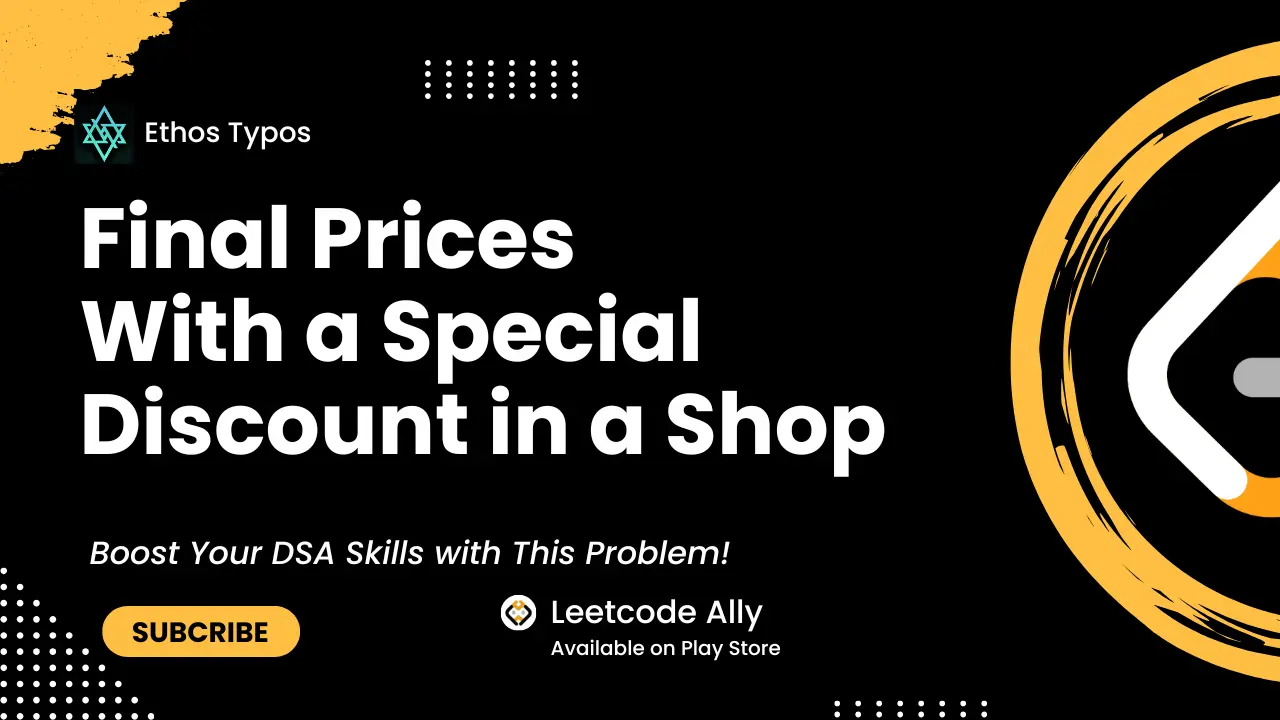 Ethos Typos
Final Prices
With a Special
Discount in a Shop
Boost Your DSA Skills with This Problem!
SUBCRIBE
Leetcode Ally
Available on Play Store